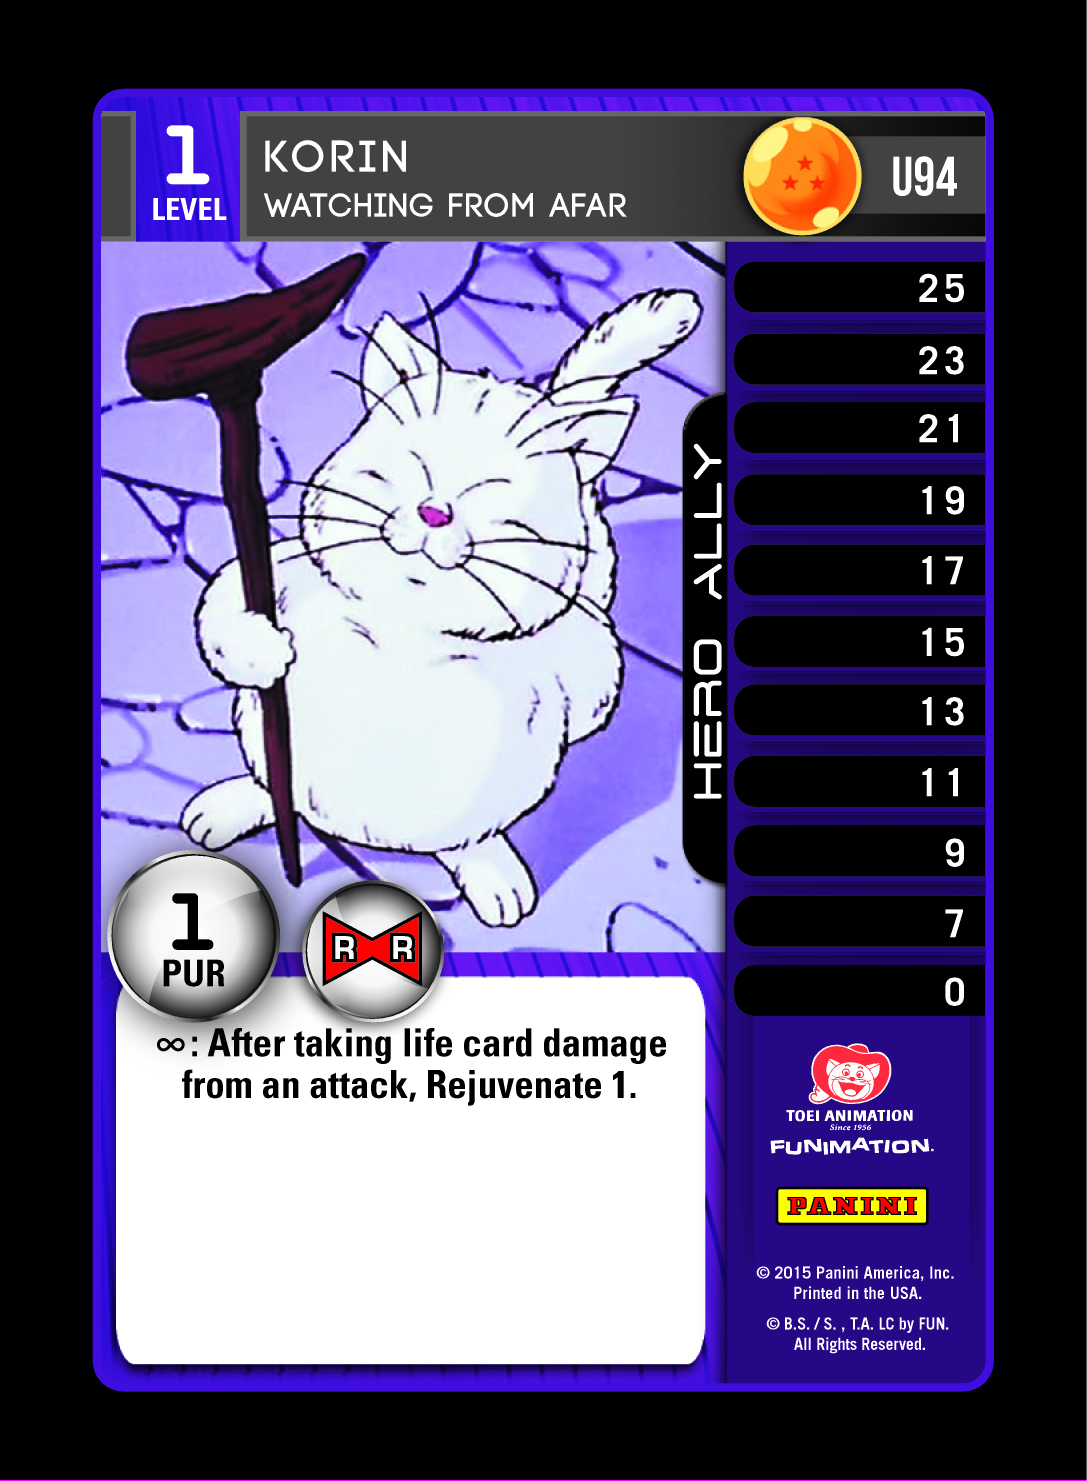 1
LEVEL
KORIN
WATCHING FROM AFAR
U94
25
23
21
19
17
15
13
11
9
7
0
HERO ALLY
1
PUR
R R
∞: After taking life card damage
from an attack, Rejuvenate 1.
TOEI ANIMATION
Since 1956
FUNIMATION.
PANINI
© 2015 Panini America, Inc.
Printed in the USA.
© B.S. / S. , T.A. LC by FUN.
All Rights Reserved.